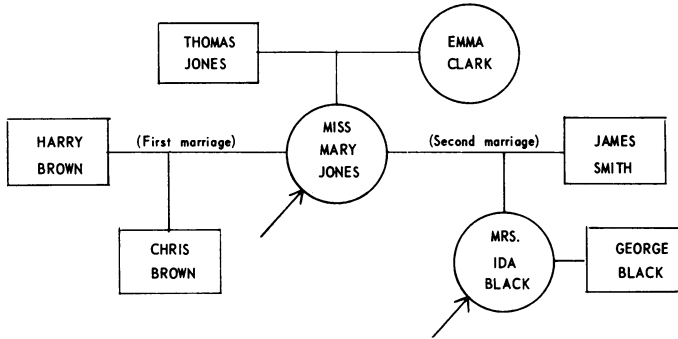 THOMAS
JONES
EMMA
CLARK
HARRY
BROWN
(First marriage)
MISS
MARY
JONES
(Second marriage)
JAMES
SMITH
CHRIS
BROWN
MRS.
IDA
BLACK
GEORGE
BLACK